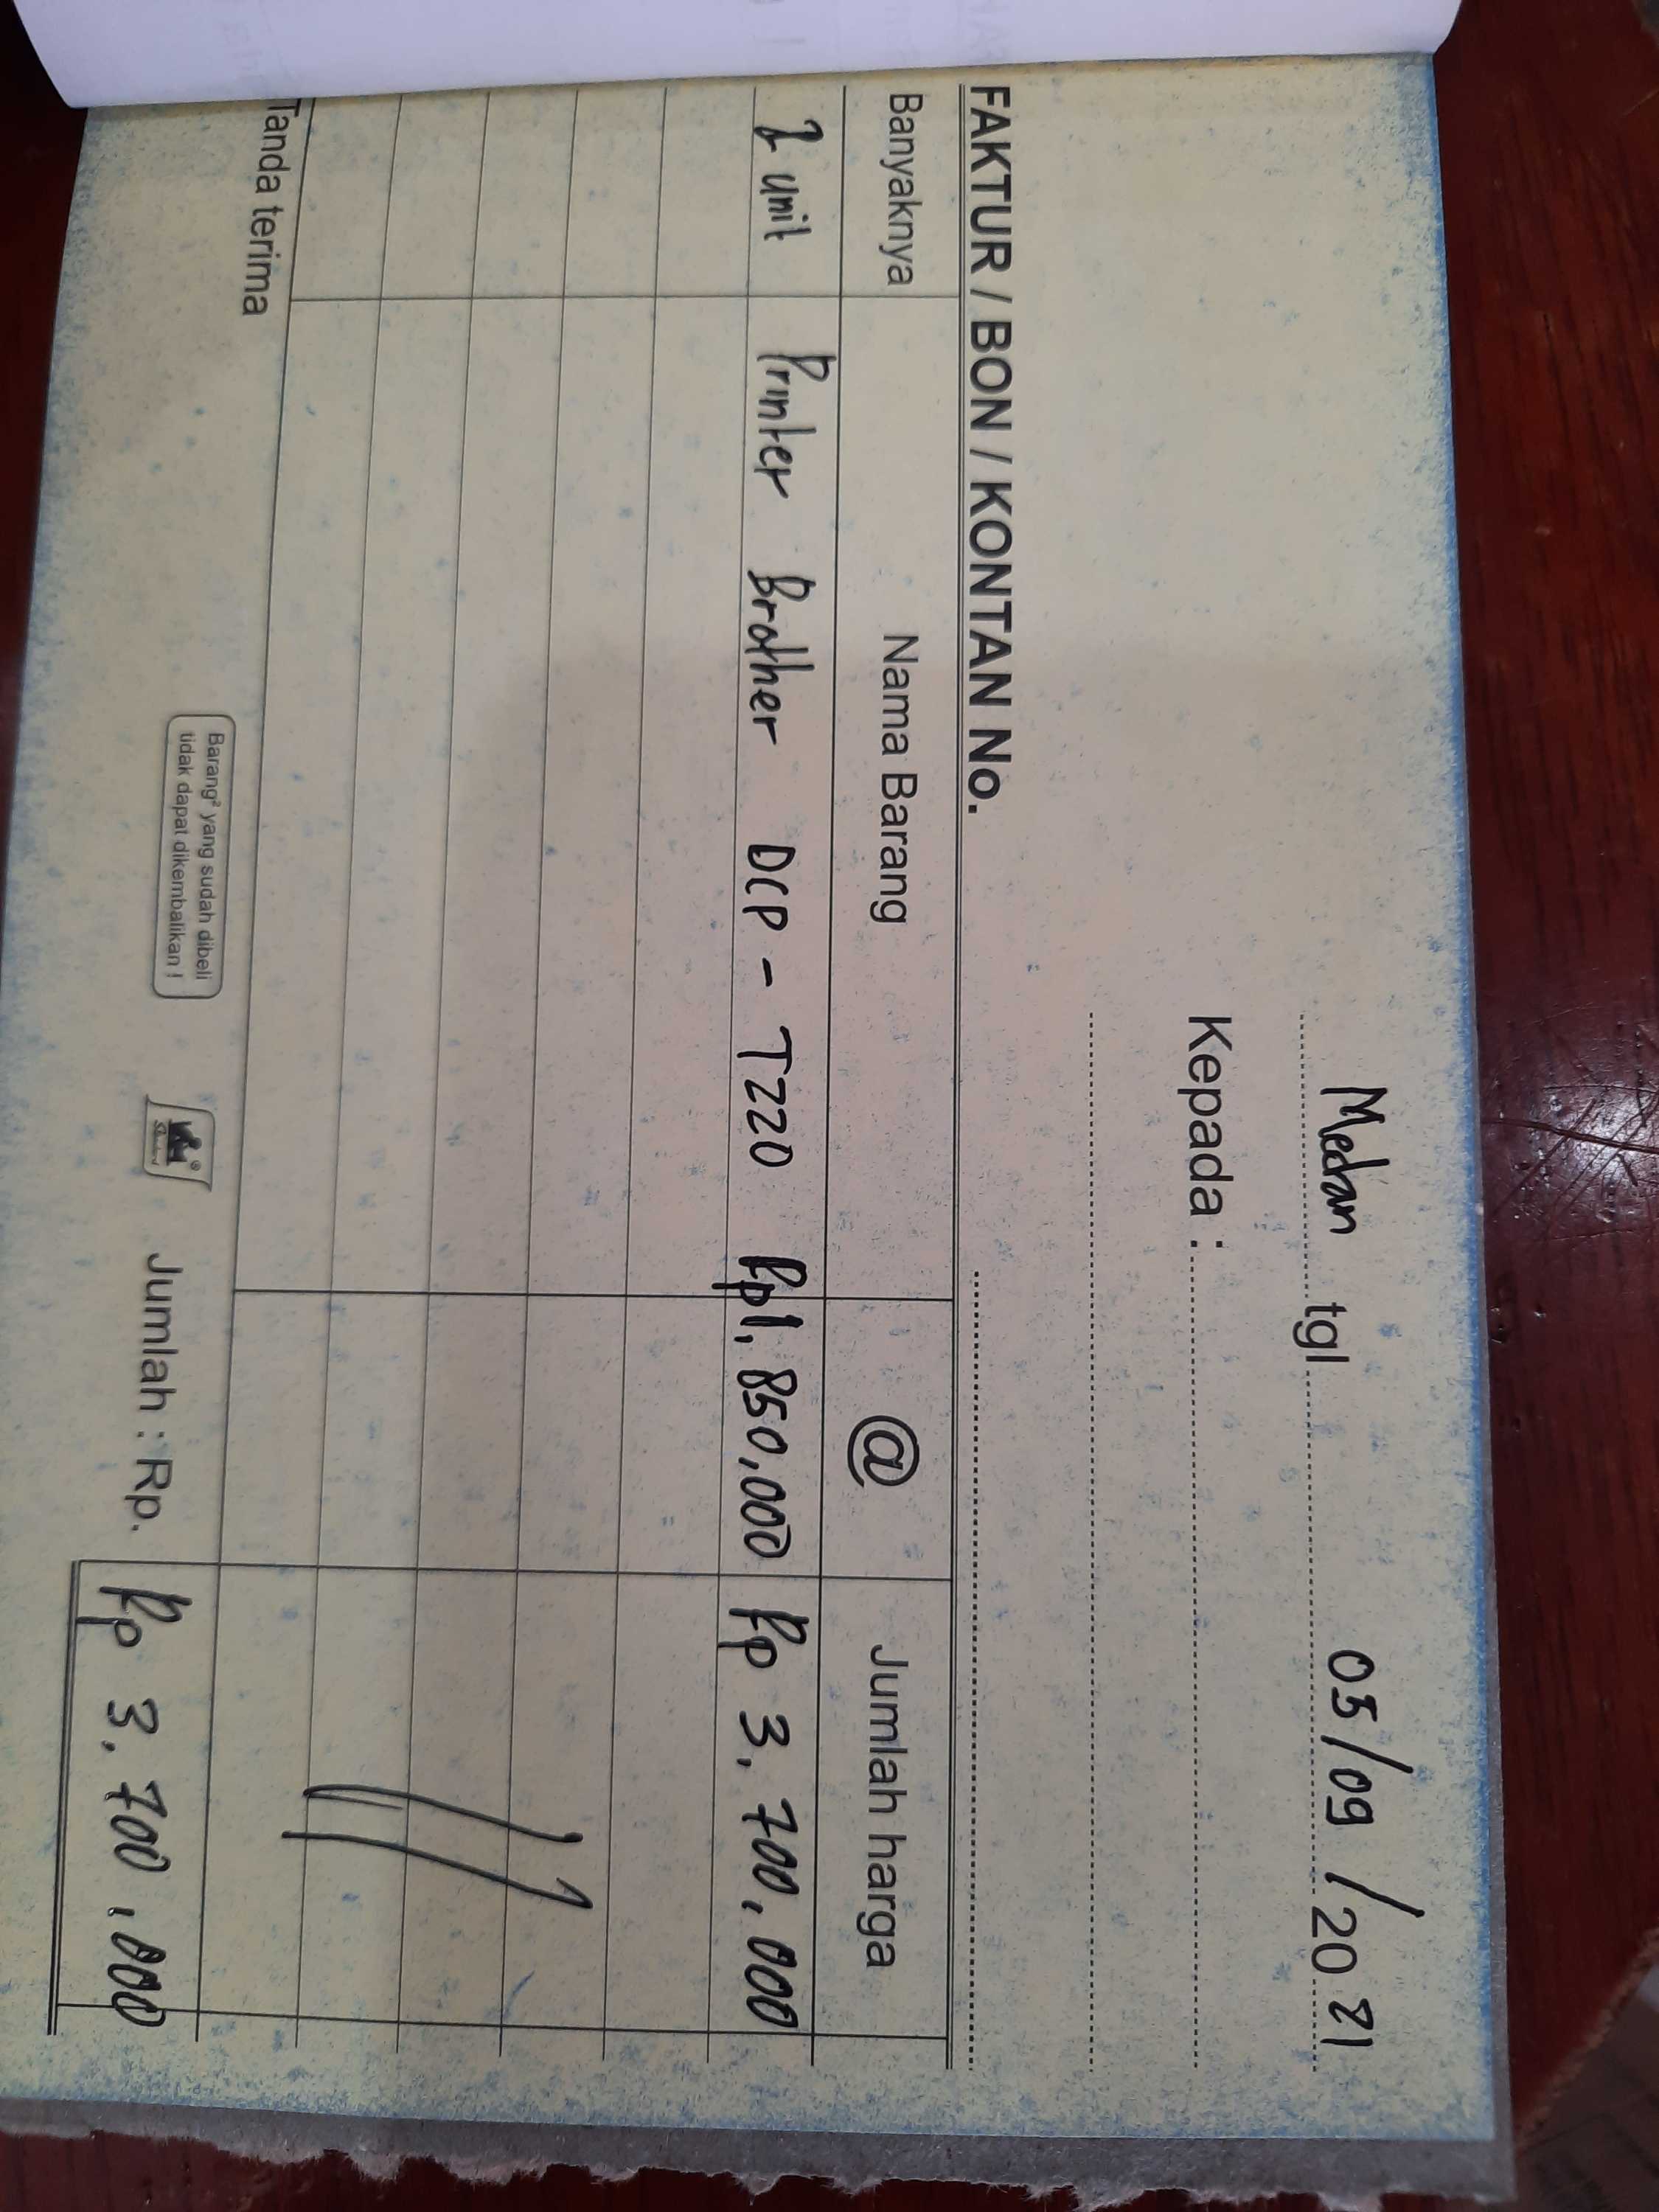 Medan tgl 05/09/2021
Kepada :
FAKTUR / BON / KONTAN No.
Banyaknya Nama Barang @ Jumlah harga
2 unit Printer Brother DCP - T220 Rp1.850.000 Rp 3.700.000
Tanda terima
Barang² yang sudah dibeli
tidak dapat dikembalikan !
Jumlah : Rp. Rp 3.700.000